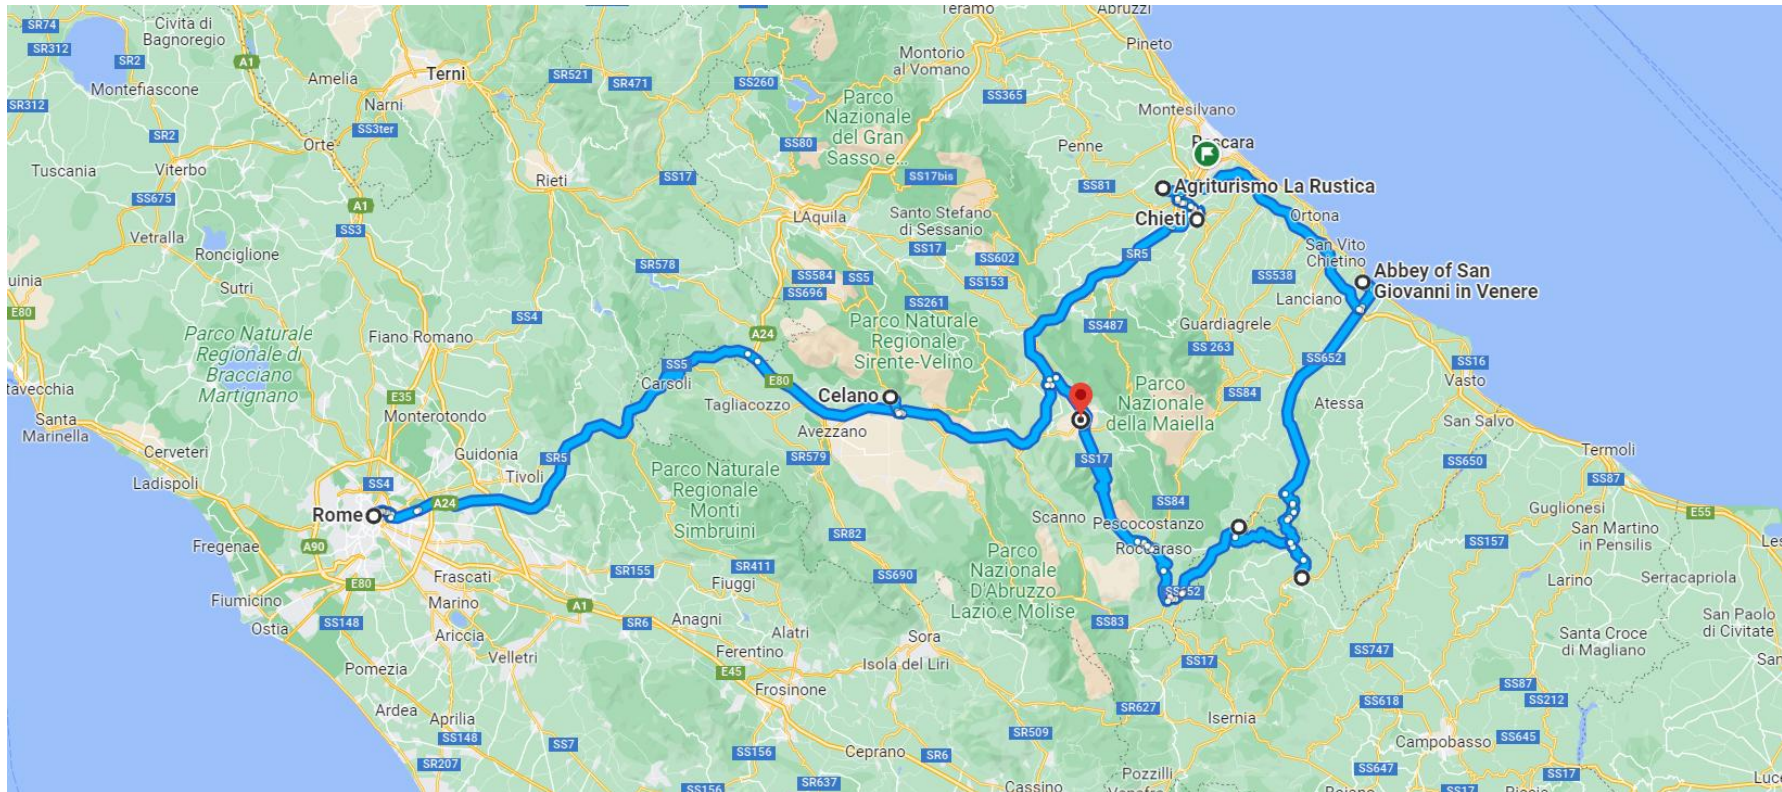 SR74
Civita di
Bagnoregio
SR312
SR2
A1
Amelia
Terni
SR521
SR471
SS260
Teramo
Abruzzi
Pineto
Montorio
al Vomano
Montefiascone
SR312
Narni
SS3ter
SR2
Orte
Parco
Nazionale
del Gran
Sasso e...
SS365
Montesilvano
Pescara
SS80
Penne
Tuscania
Viterbo
SS675
Rieti
SS17
SS17bis
SS81
Agriturismo La Rustica
A1
SS3
Vetralla
Ronciglione
L'Aquila
Santo Stefano
di Sessanio
SS17
Chieti
Ortona
San Vito
Chietino
SR5
SR578
SS584
SS5
SS602
SS696
SS153
SS538
Abbey of San
Giovanni in Venere
Lanciano
uinia
Sutri
E80
SS4
SS261
Parco Naturale
Regionale di
Bracciano
Martignano
Fiano Romano
A24
Parco Naturale
Regionale
Sirente-Velino
SS487
Guardiagrele
SS 263
SS652
SS16
Vasto
SS5
Carsoli
E80
tavecchia
E35
Celano
Parco
Nazionale
della Maiella
SS84
Atessa
Santa
Marinella
Monterotondo
Tagliacozzo
Avezzano
San Salvo
Cerveteri
Guidonia
SR5
Tivoli
SR579
Termoli
Ladispoli
SS4
Parco Naturale
Regionale
Monti
Simbruini
SS17
SS650
SS87
A24
Rome
SS84
Scanno
Pescocostanzo
Guglionesi
E55
A90
Fregenae
SR82
Roccaraso
SS157
San Martino
in Pensilis
Les
Parco
Nazionale
D'Abruzzo
Lazio e Molise
SR411
Fiuggi
Frascati
SR155
E80
SS690
Larino
Serracapriola
Fiumicino
Marino
A1
SR6
Anagni
SS83
Ostia
SS148
Ariccia
Alatri
Sora
Santa Croce
di Magliano
San Paolo
di Civitate
Velletri
Ferentino
Isola del Liri
SS17
SS747
San
Pomezia
E45
Frosinone
SS87
SS212
SR627
SS618
Ardea
Aprilia
Isernia
SS148
SS7
SS156
SR509
Campobasso
SS645
Ceprano
SR6
SR207
SS647
SS17
Pozzilli
SS156
SR637
Cassino
SS17